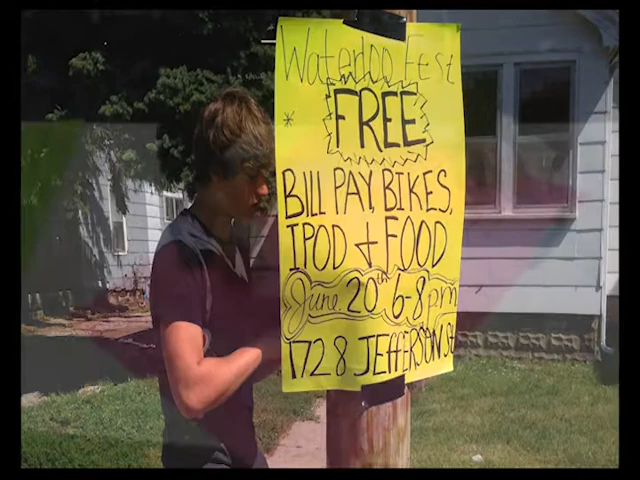 Waterloo Fest
* FREE
BILL PAY, BIKES,
IPOD + FOOD
June 20th 6-8pm
1728 JEFFERSON St